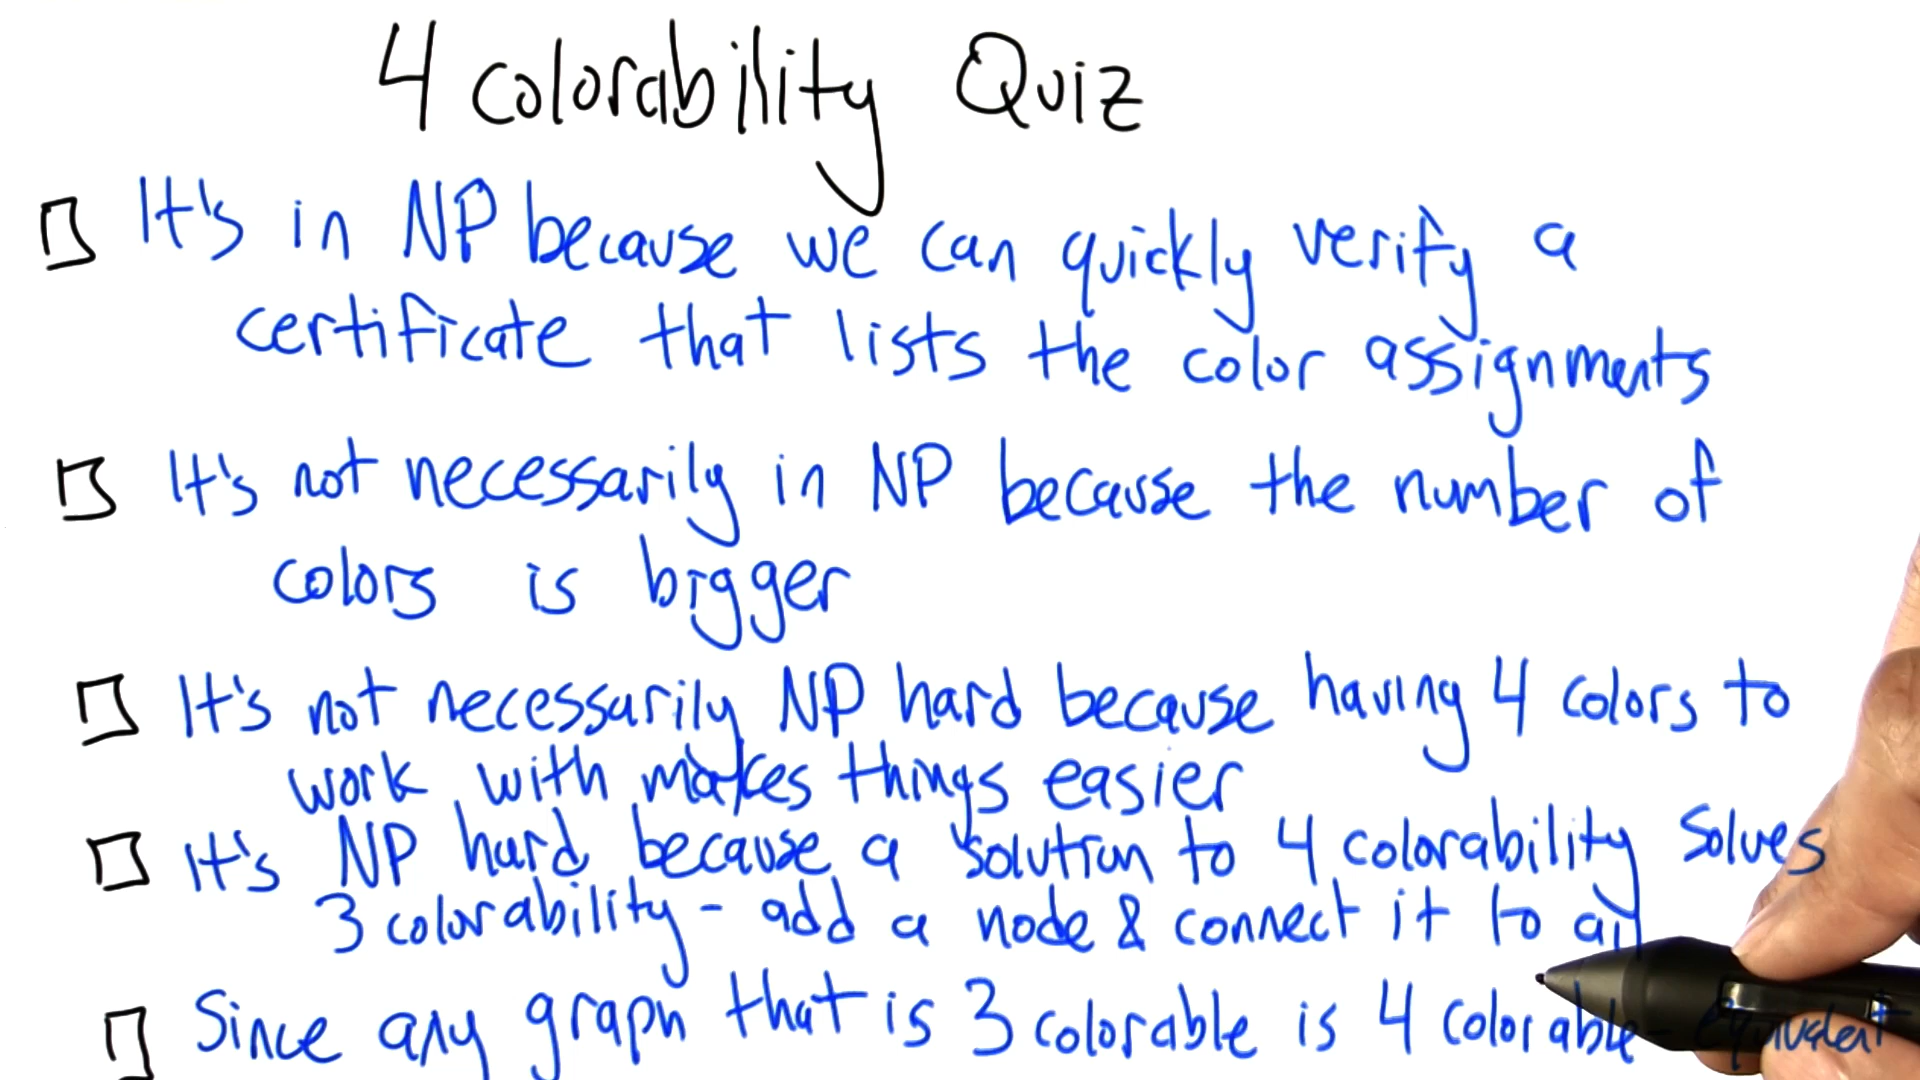 4 colorability Quiz
It's in NP because we can quickly verify a
certificate that lists the color assignments
It's not necessarily in NP because the number of
colors is bigger
It's not necessarily NP hard because having 4 colors to
work with makes things easier
It's NP hard because a solution to 4 colorability solves
3 colorability - add a node & connect it to all
Since any graph that is 3 colorable is 4 colorable - equivalent